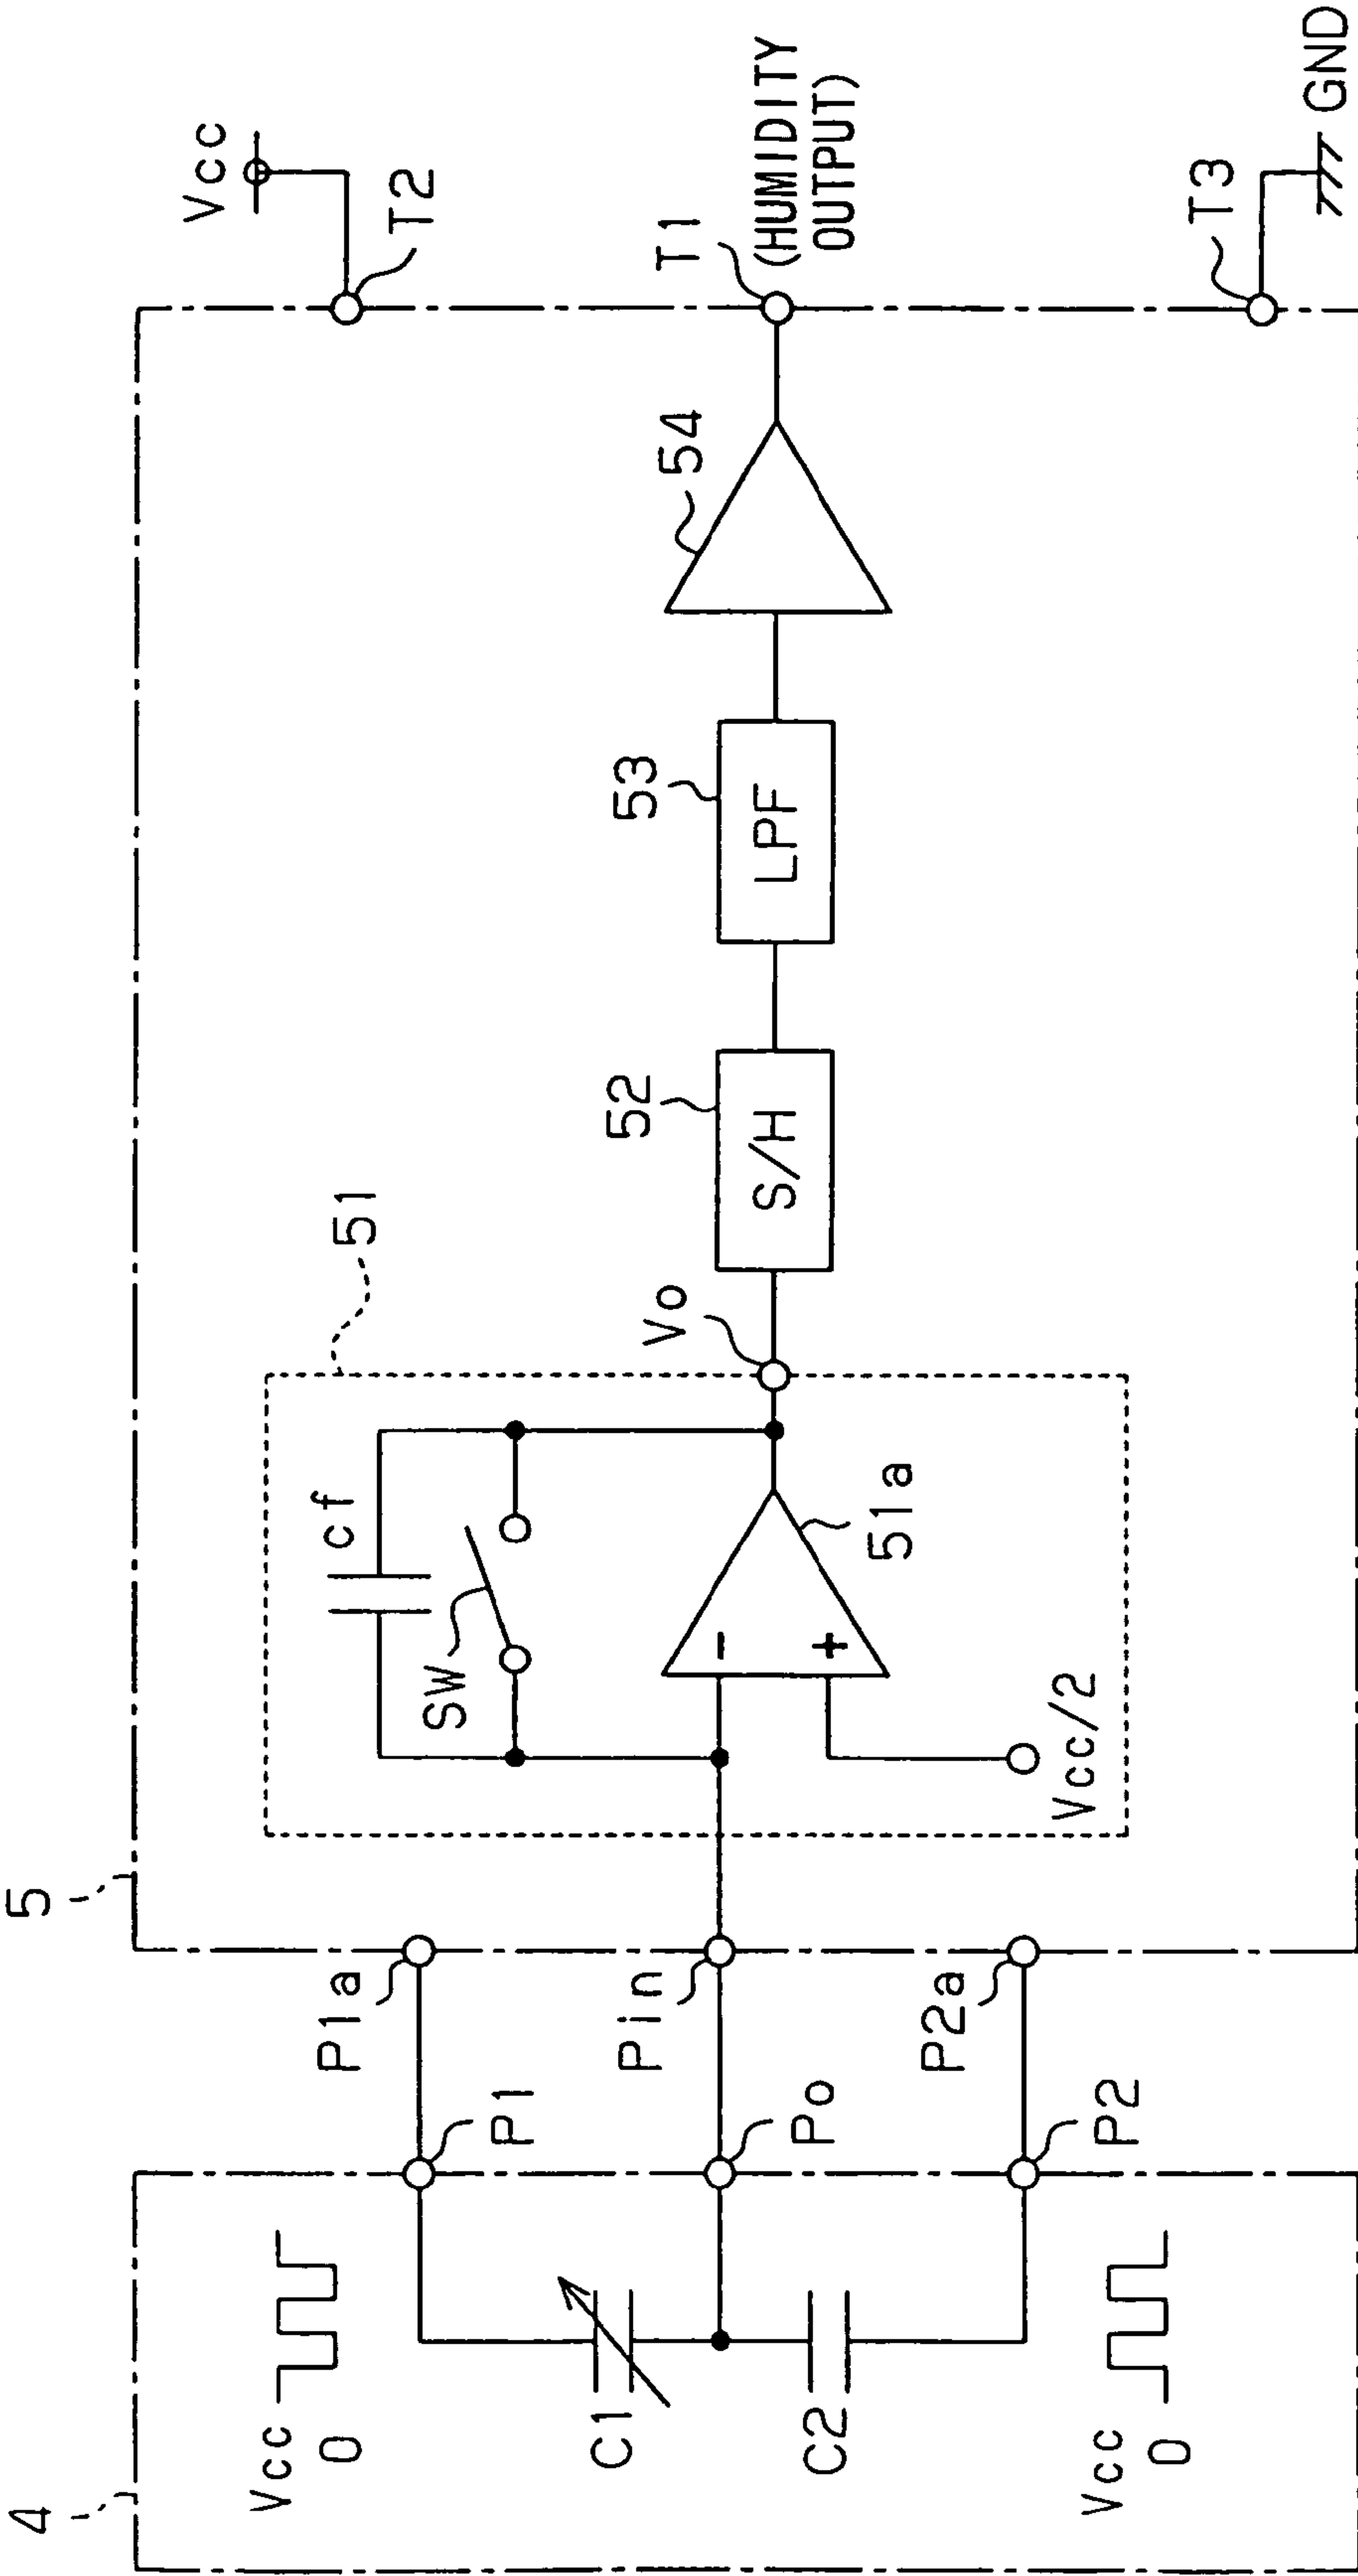 4
5
Vcc
0
C1
C2
Vcc
0
P1
Po
P2
P1a
Pin
P2a
51
cf
SW
-
+
51a
Vcc/2
Vo
52
S/H
53
LPF
54
Vcc
T2
T1
(HUMIDITY
OUTPUT)
T3
GND